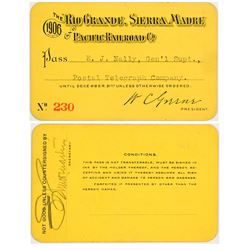 THE RIO GRANDE, SIERRA MADRE
1906 & PACIFIC RAILROAD Co
Pass E. J. Nally, Gen'l Supt.,
Postal Telegraph Company.
UNTIL DECEMBER 31ST UNLESS OTHERWISE ORDERED.
No 230
PRESIDENT.
NOT GOOD UNLESS COUNTERSIGNED BY
CONDITIONS.
THIS PASS IS NOT TRANSFERABLE, MUST BE SIGNED IN
INK BY THE HOLDER THEREOF, AND THE PERSON AC-
CEPTING AND USING IT THEREBY ASSUMES ALL
RISK OF ACCIDENT AND DAMAGE TO PERSON AND BAGGAGE.
FORFEITED IF PRESENTED BY OTHER THAN THE
PERSON NAMED.